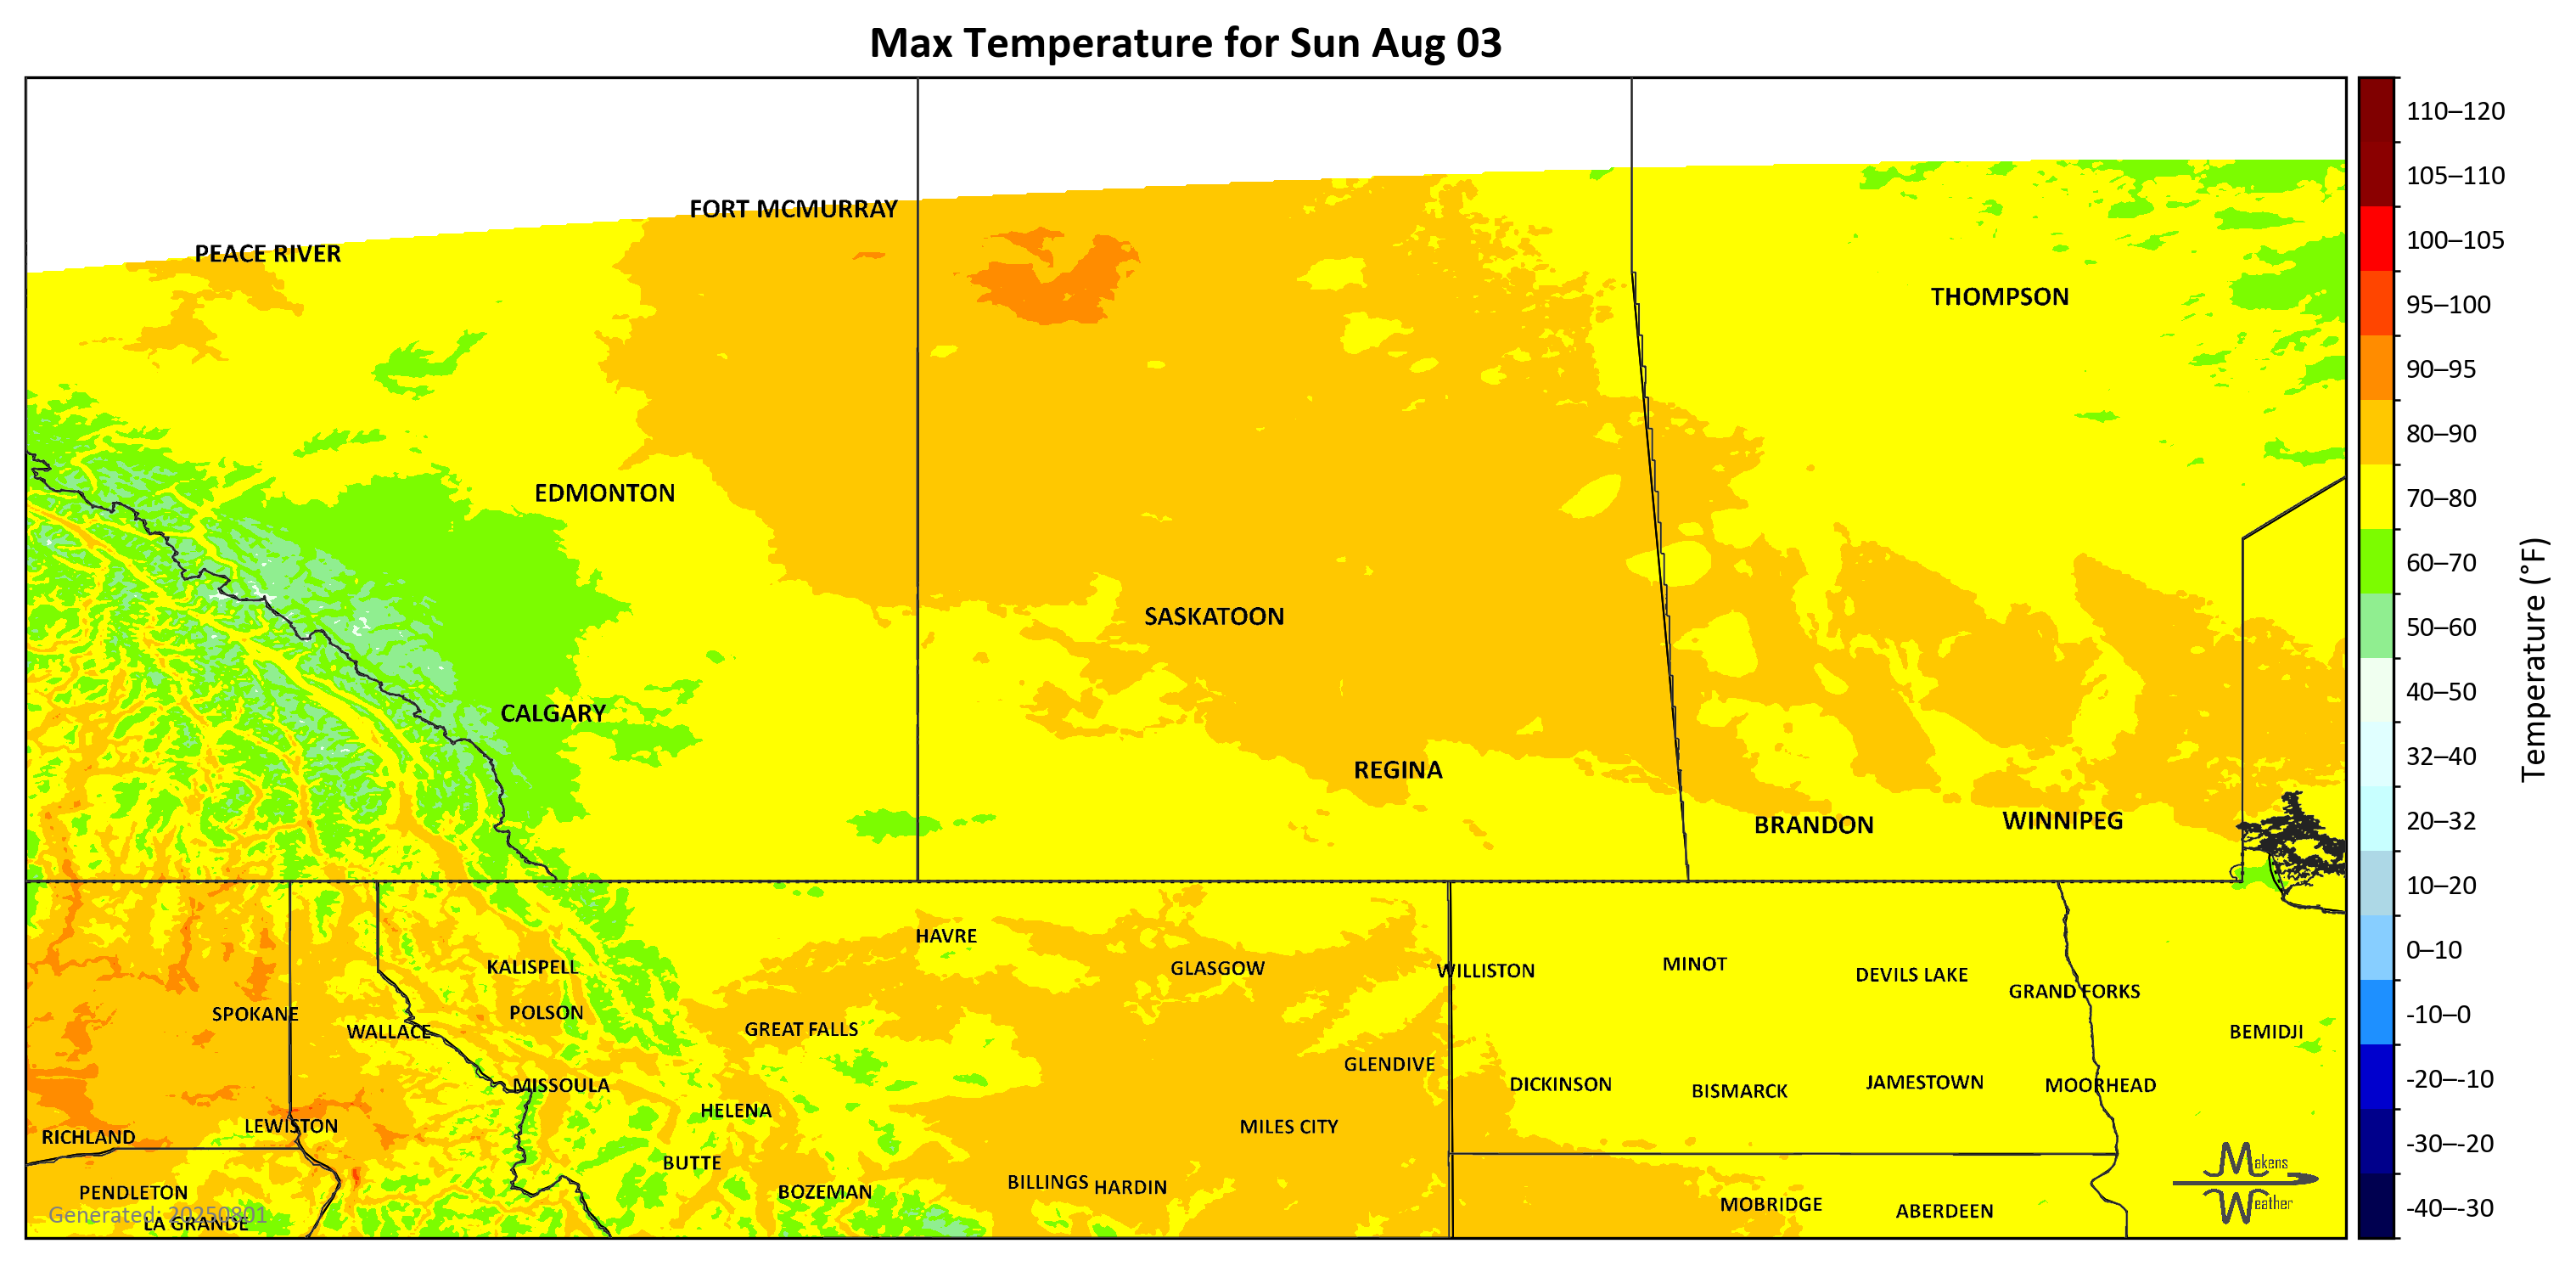 Max Temperature for Sun Aug 03
FORT MCMURRAY
PEACE RIVER
THOMPSON
EDMONTON
SASKATOON
CALGARY
REGINA
BRANDON
WINNIPEG
HAVRE
KALISPELL
GLASGOW
WILLISTON
MINOT
DEVILS LAKE
GRAND FORKS
SPOKANE
POLSON
WALLACE
GREAT FALLS
BEMIDJI
GLENDIVE
MISSOULA
DICKINSON
BISMARCK
JAMESTOWN
MOORHEAD
HELENA
LEWISTON
MILES CITY
RICHLAND
BUTTE
BILLINGS
HARDIN
PENDLETON
BOZEMAN
MOBRIDGE
ABERDEEN
LA GRANDE
Generated: 20250801
Makens
Weather
110–120
105–110
100–105
95–100
90–95
80–90
70–80
60–70
50–60
40–50
32–40
20–32
10–20
0–10
-10–0
-20–-10
-30–-20
-40–-30
Temperature (°F)